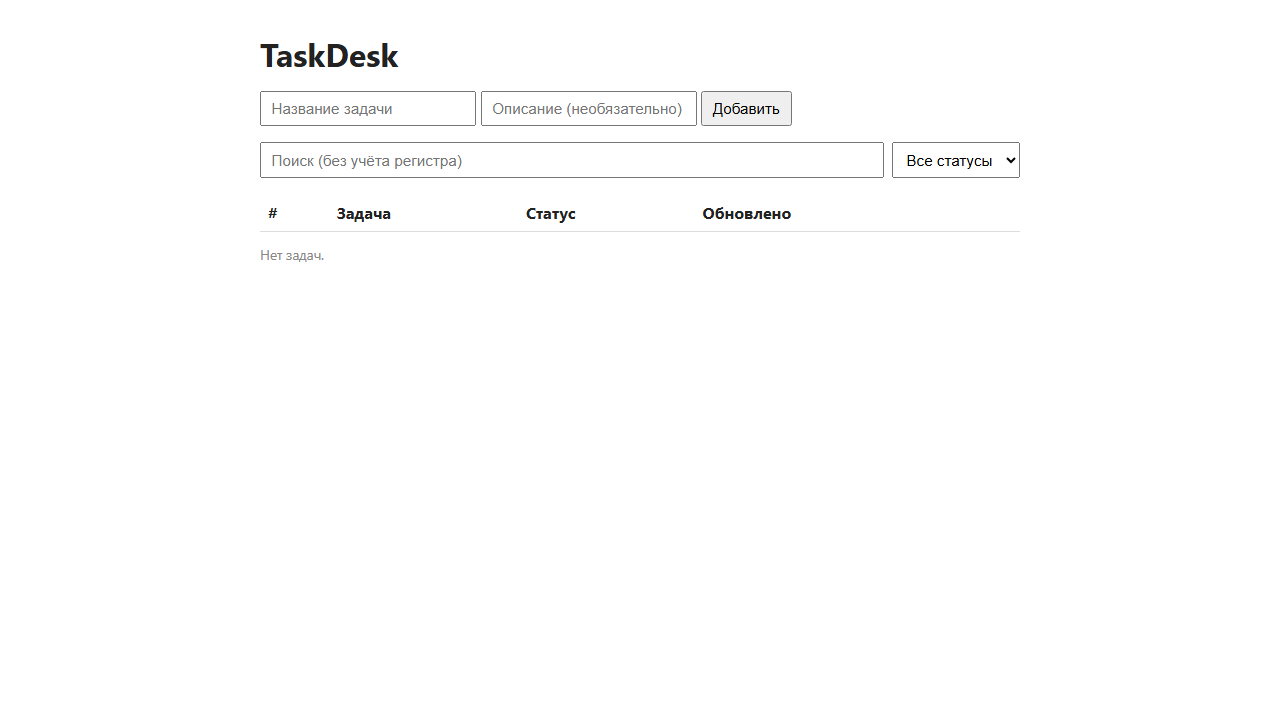 TaskDesk
Название задачи Описание (необязательно) Добавить
Поиск (без учёта регистра) Все статусы
# Задача Статус Обновлено
Нет задач.